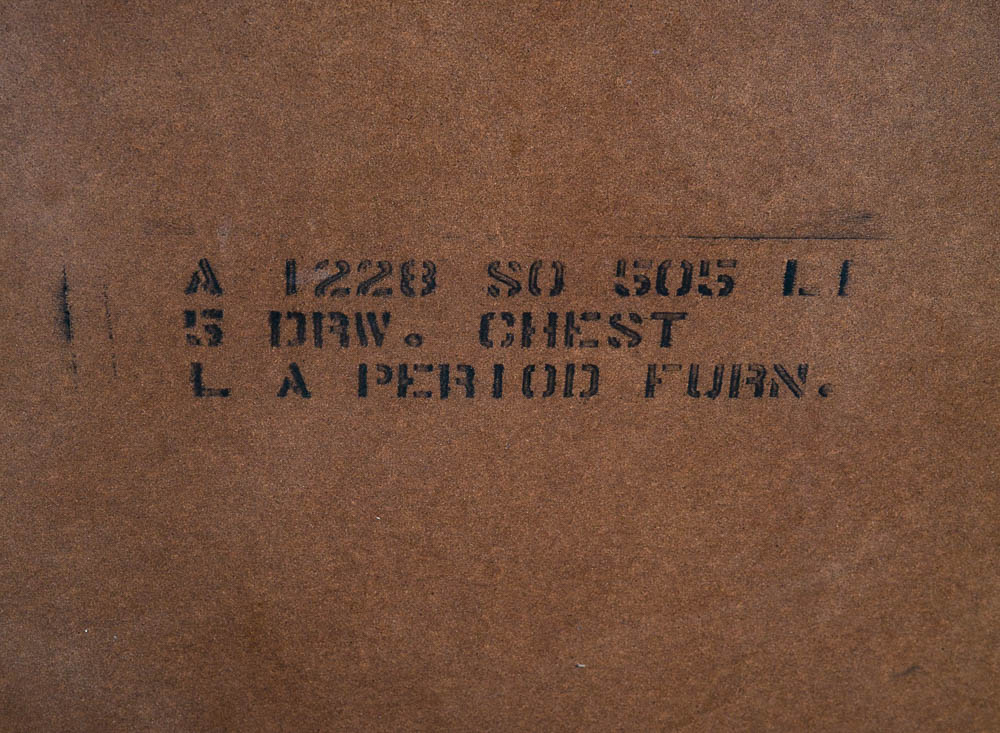 A 1228 SO 505 LI
5 DRW. CHEST
L A PERIOD FURN.